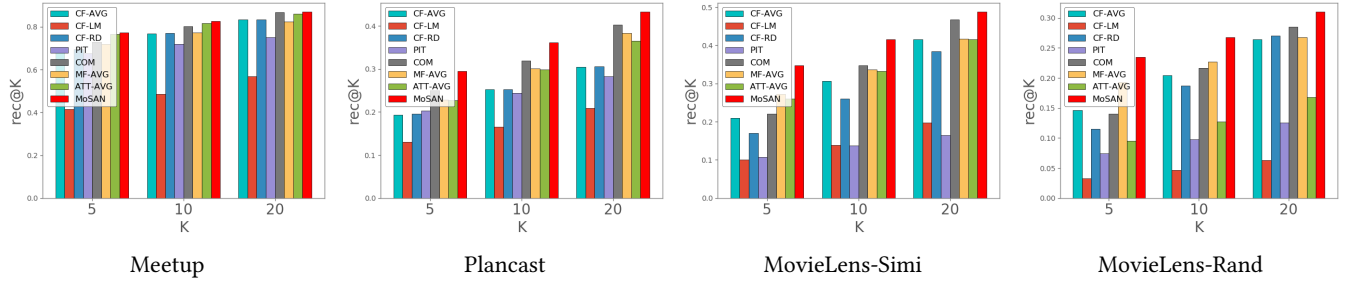 CF-AVG
CF-LM
CF-RD
PIT
COM
MF-AVG
ATT-AVG
MoSAN
rec@K
0.8
0.6
0.4
0.2
0.0
5 10 20
K
Meetup
CF-AVG
CF-LM
CF-RD
PIT
COM
MF-AVG
ATT-AVG
MoSAN
rec@K
0.4
0.3
0.2
0.1
0.0
5 10 20
K
Plancast
CF-AVG
CF-LM
CF-RD
PIT
COM
MF-AVG
ATT-AVG
MoSAN
rec@K
0.5
0.4
0.3
0.2
0.1
0.0
5 10 20
K
MovieLens-Simi
CF-AVG
CF-LM
CF-RD
PIT
COM
MF-AVG
ATT-AVG
MoSAN
rec@K
0.30
0.25
0.20
0.15
0.10
0.05
0.00
5 10 20
K
MovieLens-Rand